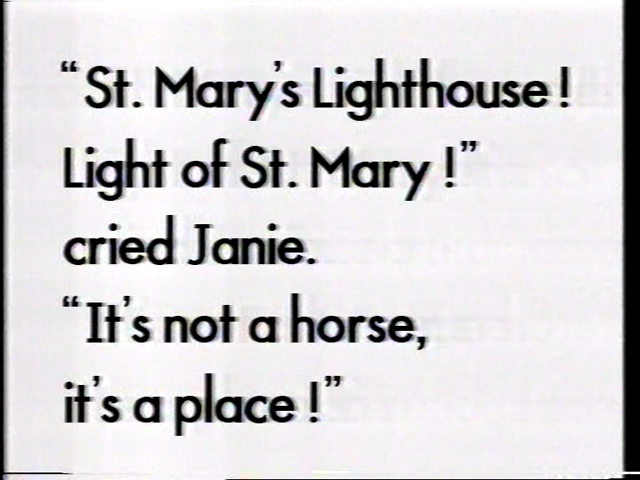 “St. Mary’s Lighthouse!
Light of St. Mary!”
cried Janie.
“It’s not a horse,
it’s a place!”